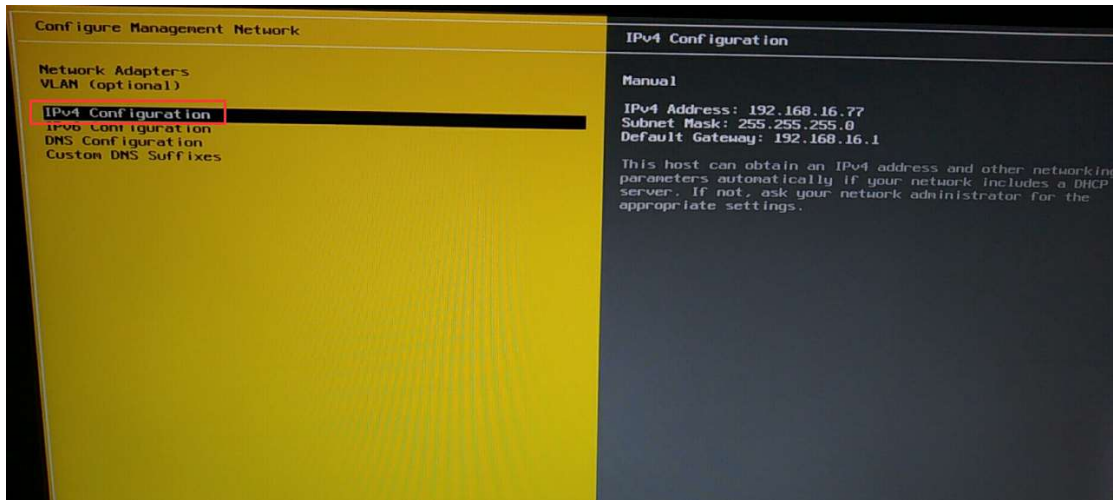 Configure Management Network
Network Adapters
VLAN (optional)
IPv4 Configuration
IPv6 Configuration
DNS Configuration
Custom DNS Suffixes
IPv4 Configuration
Manual
IPv4 Address: 192.168.16.77
Subnet Mask: 255.255.255.0
Default Gateway: 192.168.16.1
This host can obtain an IPv4 address and other networking
parameters automatically if your network includes a DHCP
server. If not, ask your network administrator for the
appropriate settings.